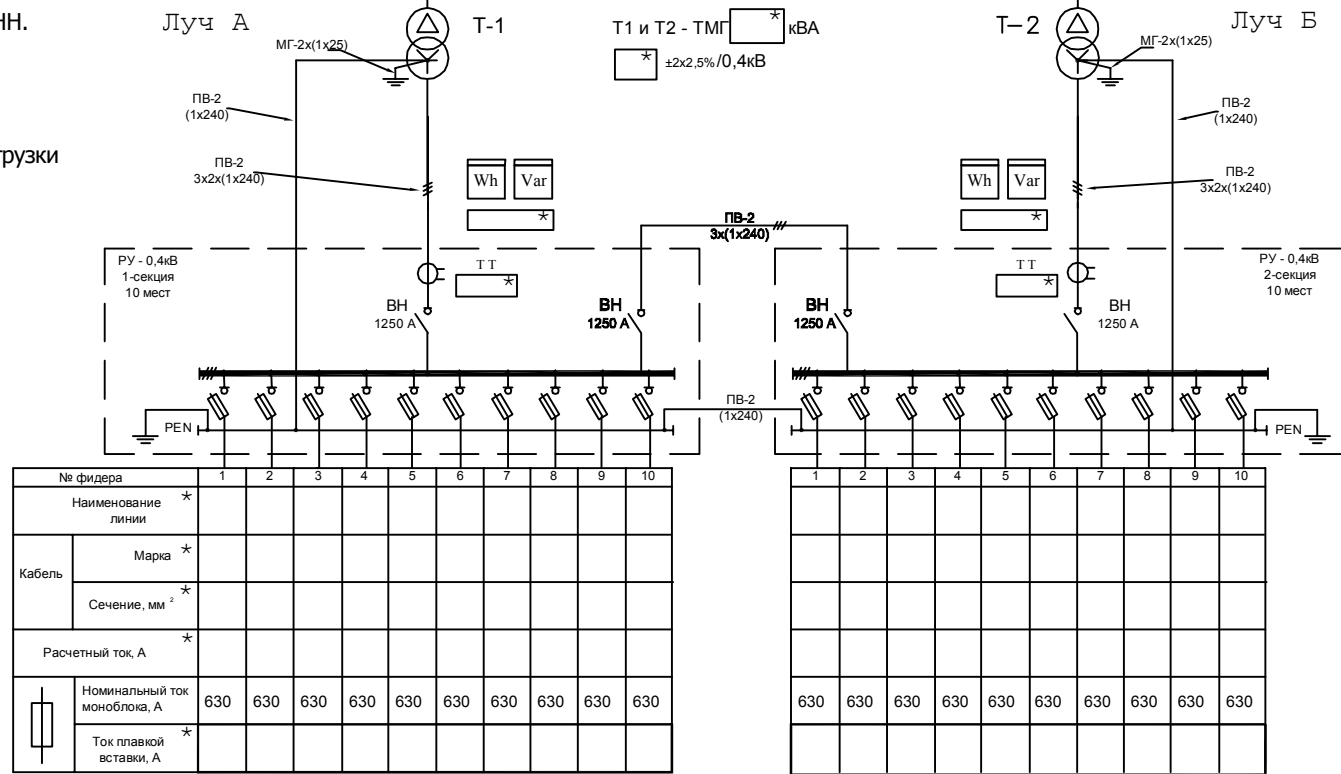 нн.
Луч А
Т-1
Т1 и Т2 - ТМГ * кВА
* ±2х2,5%/0,4кВ
Т−2
Луч Б
МГ-2х(1х25)
МГ-2х(1х25)
ПВ-2
(1х240)
ПВ-2
(1х240)
грузки
ПВ-2
3х2х(1х240)
Wh Var
*
Wh Var
*
ПВ-2
3х2х(1х240)
ПВ-2
3х(1х240)
РУ - 0,4кВ
1-секция
10 мест
ТТ
*
ВН
1250 А
ВН
1250 А
ВН
1250 А
ТТ
*
ВН
1250 А
РУ - 0,4кВ
2-секция
10 мест
PEN
ПВ-2
(1х240)
PEN
№ фидера 1 2 3 4 5 6 7 8 9 10 1 2 3 4 5 6 7 8 9 10
Наименование *
линии
Кабель
Марка *
Сечение, мм ² *
Расчетный ток, А *
Номинальный ток
моноблока, А 630 630 630 630 630 630 630 630 630 630 630 630 630 630 630 630 630 630 630 630
Ток плавкой *
вставки, А